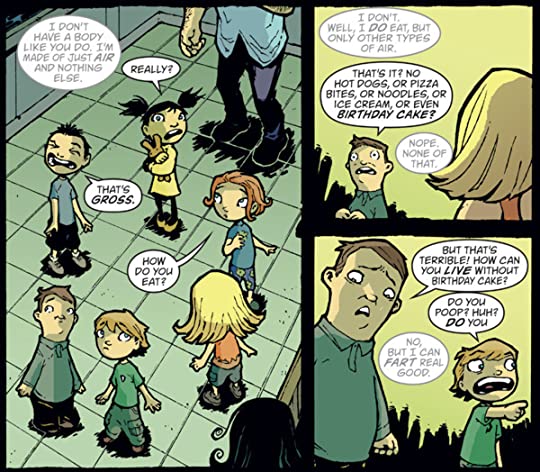 I DON'T
HAVE A BODY
LIKE YOU DO. I'M
MADE OF JUST AIR
AND NOTHING
ELSE.
REALLY?
THAT'S
GROSS.
HOW
DO YOU
EAT?
I DON'T.
WELL, I DO EAT, BUT
ONLY OTHER TYPES
OF AIR.
THAT'S IT? NO
HOT DOGS, OR PIZZA
BITES, OR NOODLES, OR
ICE CREAM, OR EVEN
BIRTHDAY CAKE?
NOPE.
NONE OF
THAT.
BUT THAT'S
TERRIBLE! HOW CAN
YOU LIVE WITHOUT
BIRTHDAY CAKE?
DO YOU
POOP? HUH?
DO YOU
NO,
BUT I CAN
FART REAL
GOOD.